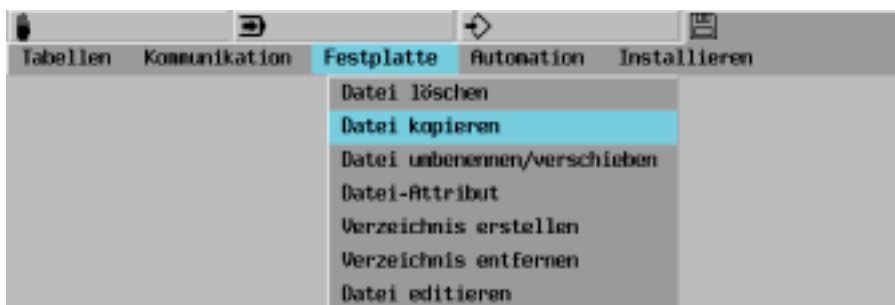 Tabellen Kommunikation Festplatte Automation Installieren
Datei löschen
Datei kopieren
Datei umbenennen/verschieben
Datei-Attribut
Verzeichnis erstellen
Verzeichnis entfernen
Datei editieren